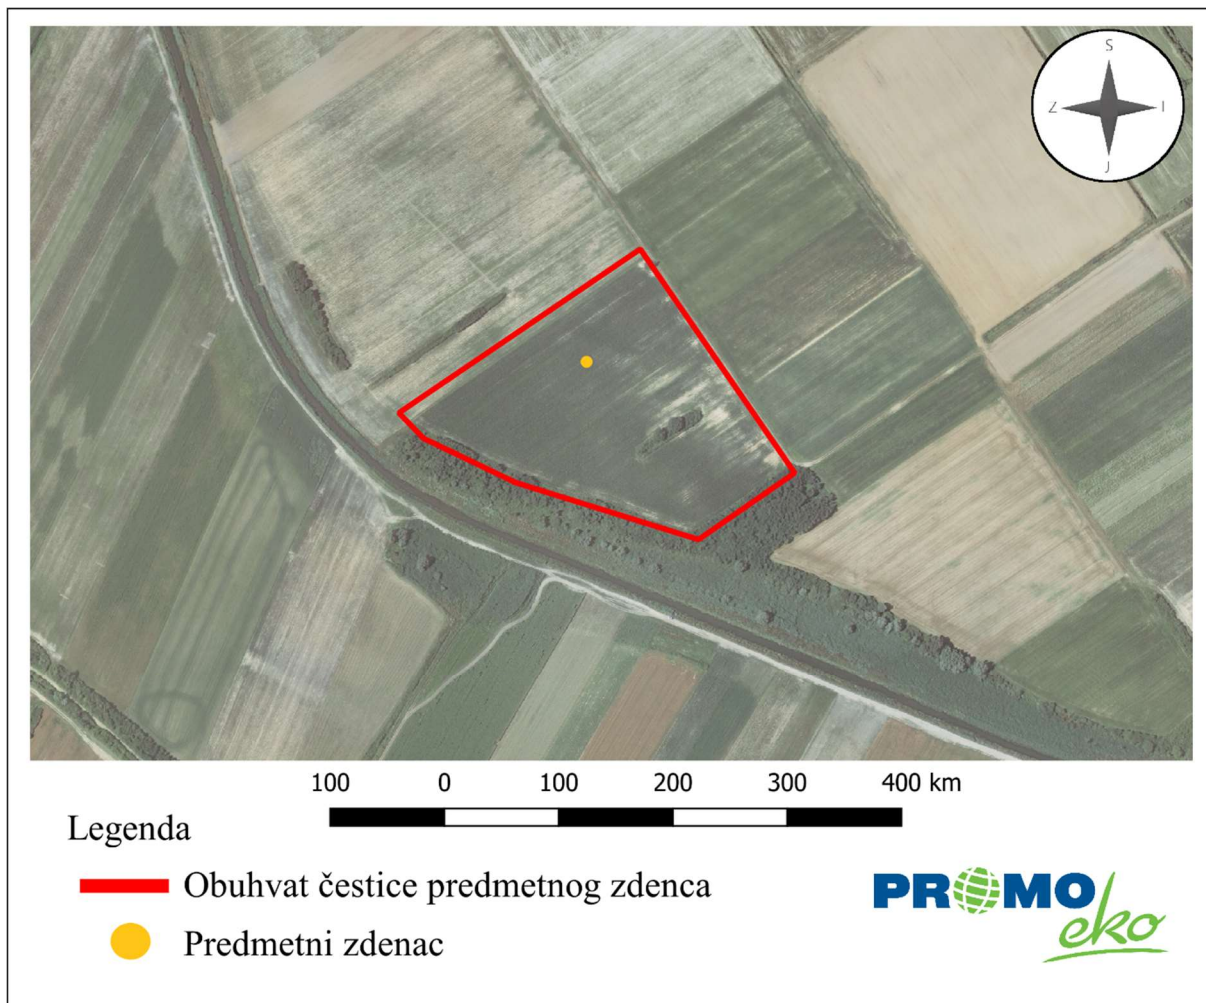 S
Z I
J
100 0 100 200 300 400 km
Legenda
Obuhvat čestice predmetnog zdenca
Predmetni zdenac
PROMO
eko